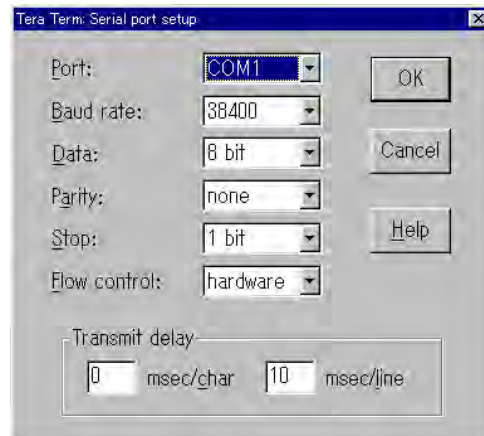 Tera Term: Serial port setup
Port: COM1
OK
Baud rate: 38400
Data: 8 bit
Cancel
Parity: none
Stop: 1 bit
Help
Flow control: hardware
Transmit delay
0 msec/char 10 msec/line